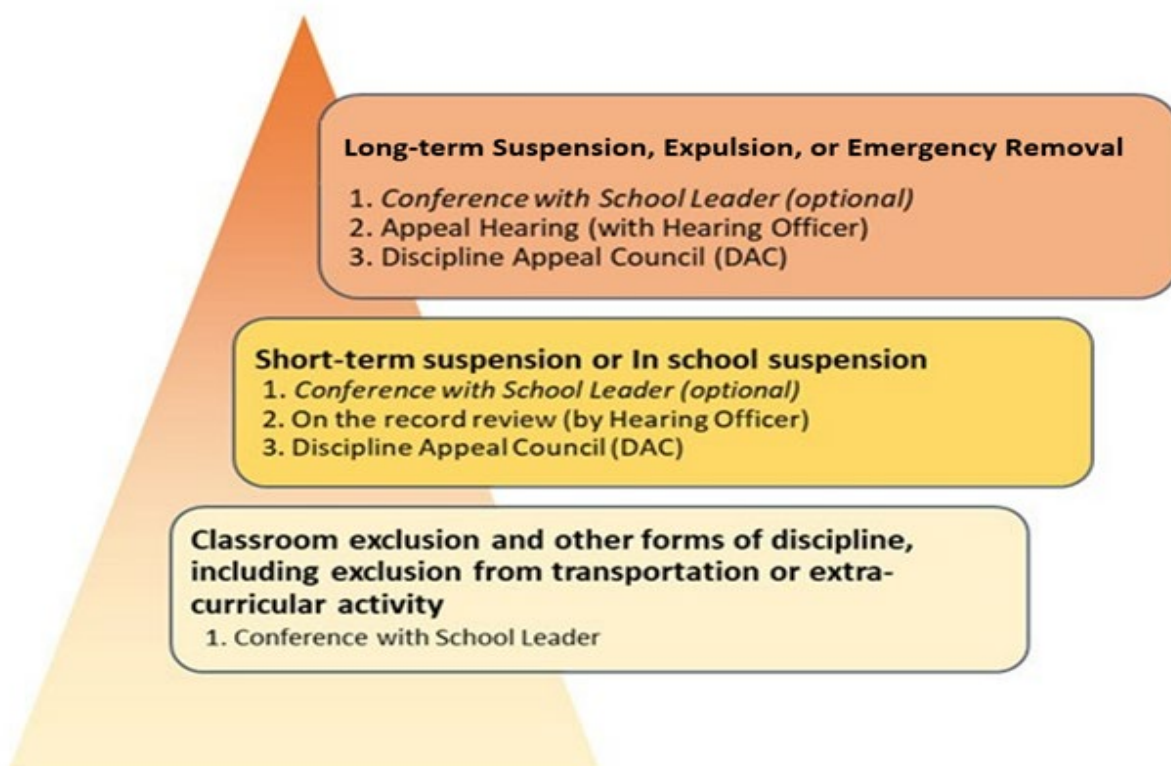 Long-term Suspension, Expulsion, or Emergency Removal
1. Conference with School Leader (optional)
2. Appeal Hearing (with Hearing Officer)
3. Discipline Appeal Council (DAC)
Short-term suspension or In school suspension
1. Conference with School Leader (optional)
2. On the record review (by Hearing Officer)
3. Discipline Appeal Council (DAC)
Classroom exclusion and other forms of discipline,
including exclusion from transportation or extra-
curricular activity
1. Conference with School Leader